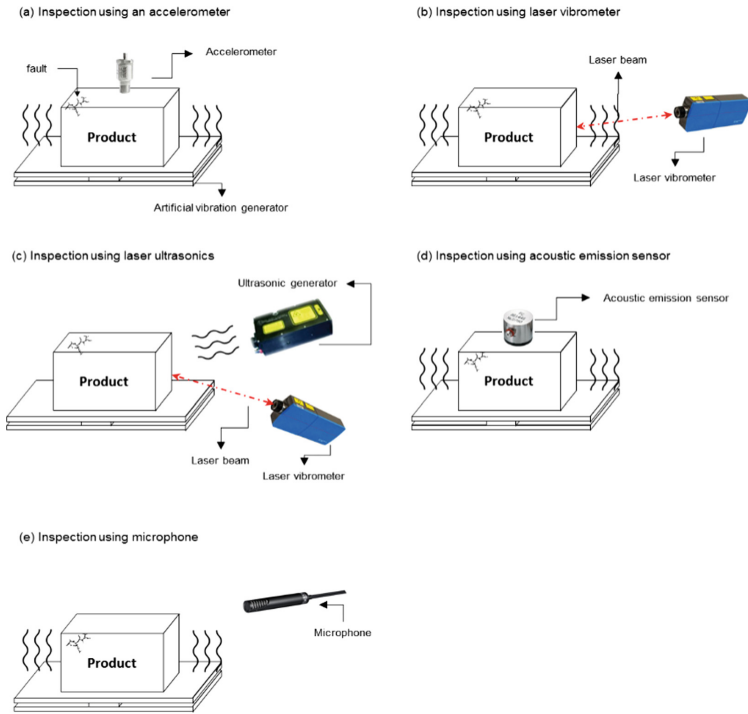 (a) Inspection using an accelerometer
Accelerometer
fault
Product
Artificial vibration generator
(b) Inspection using laser vibrometer
Laser beam
Product
Laser vibrometer
(c) Inspection using laser ultrasonics
Ultrasonic generator
Product
Laser beam
Laser vibrometer
(d) Inspection using acoustic emission sensor
Acoustic emission sensor
Product
(e) Inspection using microphone
Microphone
Product